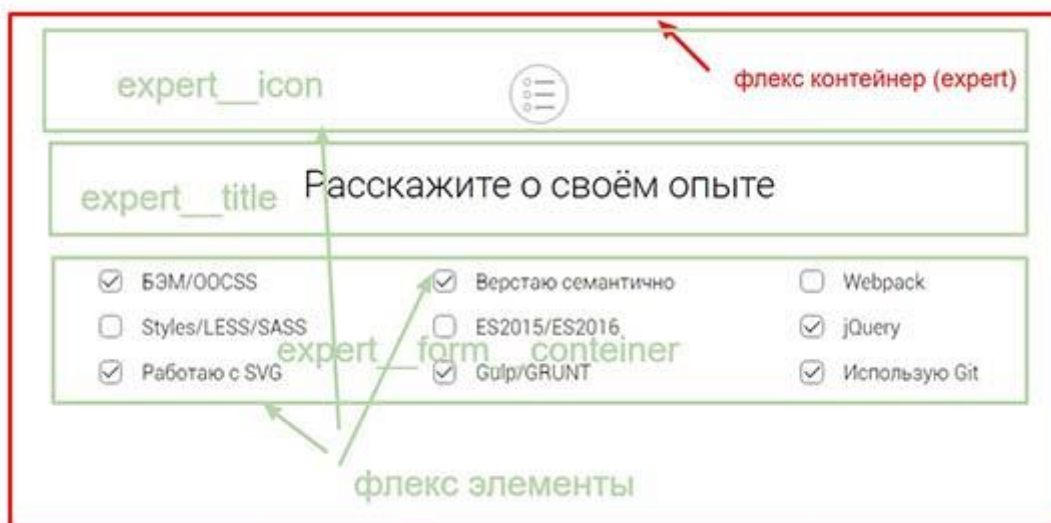 флекс контейнер (expert)
expert__icon
Расскажите о своём опыте
expert__title
БЭМ/OOCSS
Верстаю семантично
Webpack
Styles/LESS/SASS
ES2015/ES2016
jQuery
expert__form__conteiner
Работаю с SVG
Gulp/GRUNT
Использую Git
флекс элементы